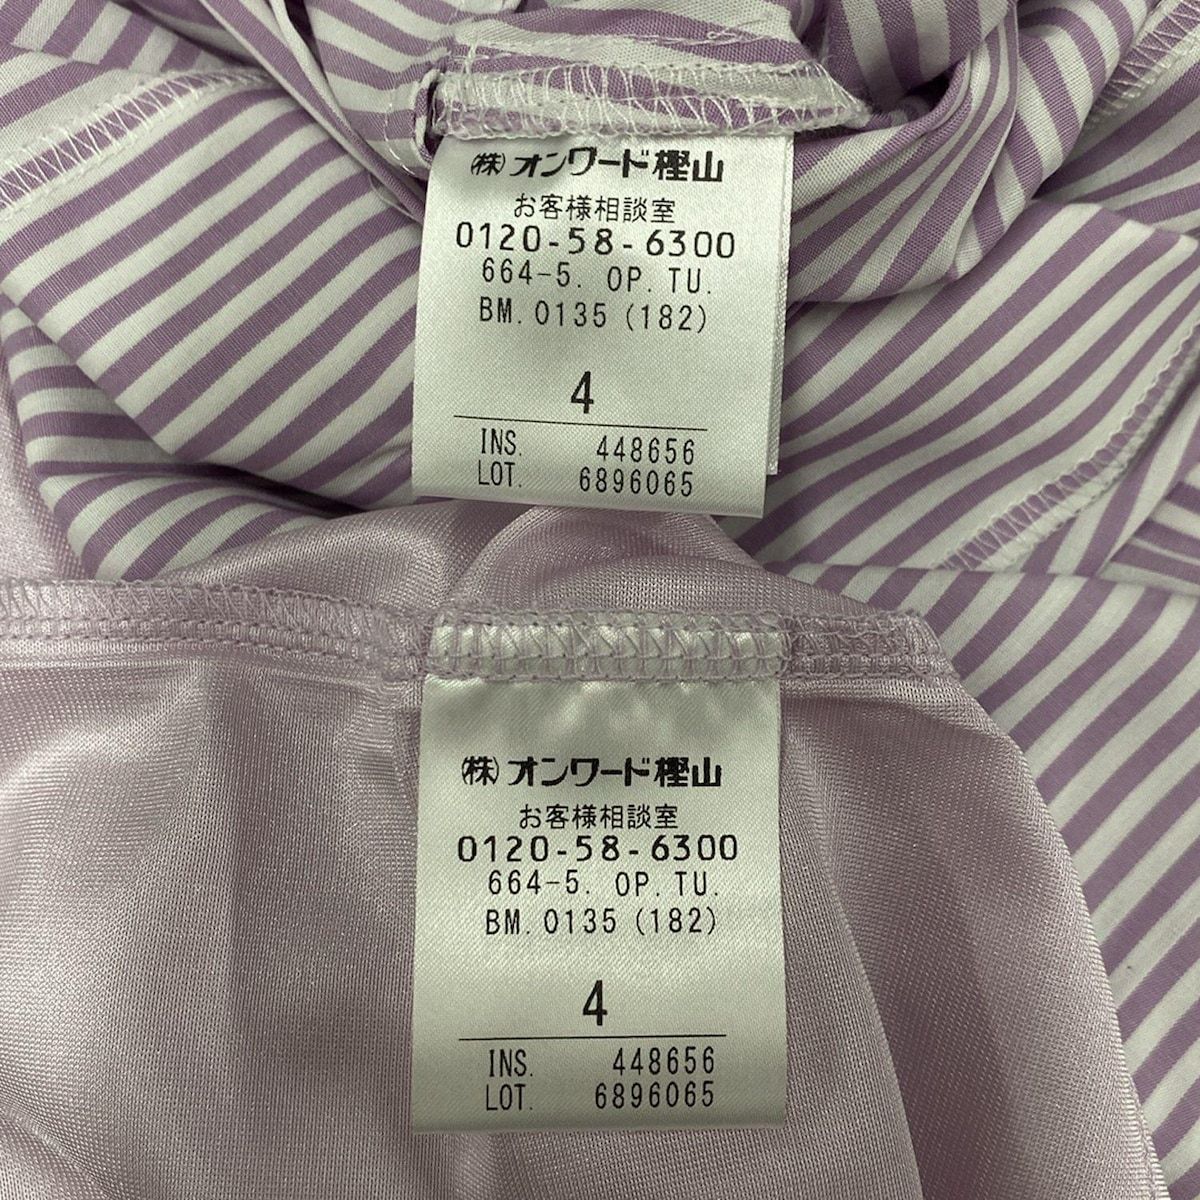 (株)オンワード樫山
お客様相談室
0120-58-6300
664-5. OP. TU.
BM. 0135 (182)
4
INS. 448656
LOT. 6896065
(株)オンワード樫山
お客様相談室
0120-58-6300
664-5. OP. TU.
BM. 0135 (182)
4
INS. 448656
LOT. 6896065